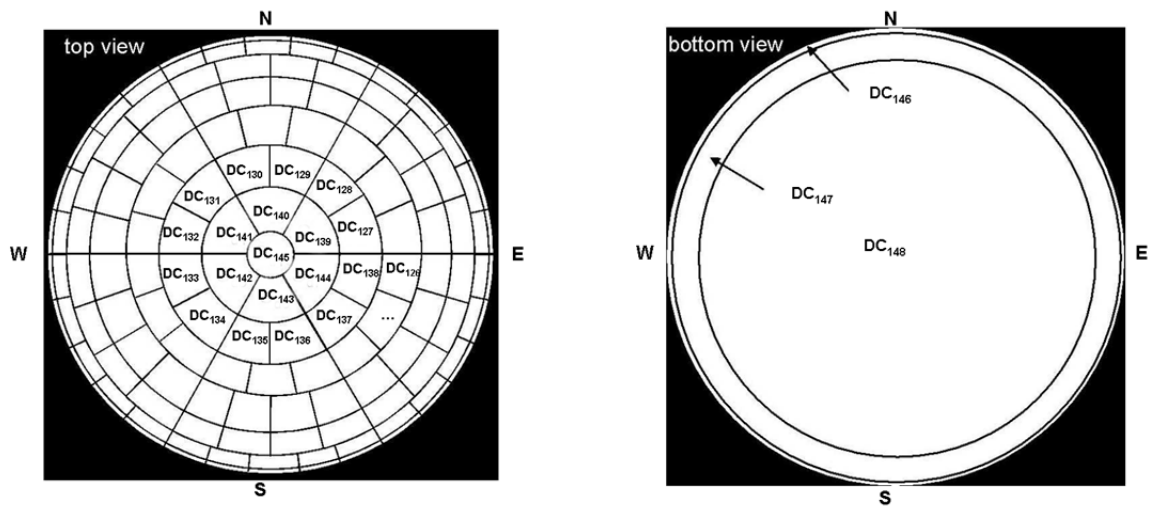 N
top view
DC130 DC129
DC131 DC128
DC140
DC132 DC141 DC139 DC127
W DC145 E
DC133 DC142 DC144 DC138 DC126
DC143
DC134 DC137 ...
DC135 DC136
S
N
bottom view
DC146
DC147
W DC148 E
S